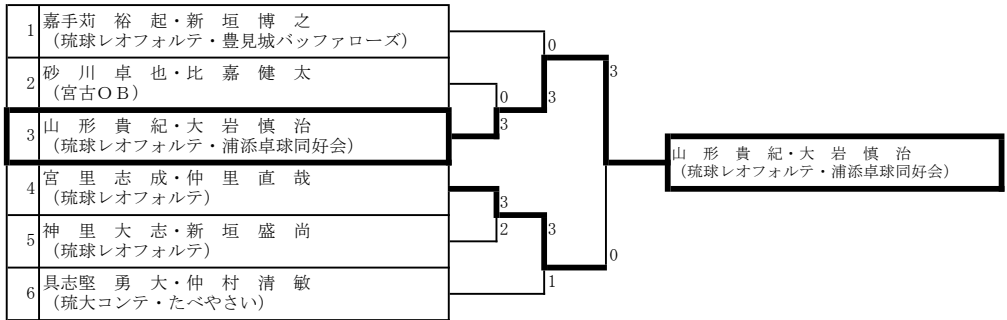 1
嘉手苅 裕 起・新 垣 博 之
（琉球レオフォルテ・豊見城バッファローズ）
2
砂 川 卓 也・比 嘉 健 太
（宮古ＯＢ）
3
山 形 貴 紀・大 岩 慎 治
（琉球レオフォルテ・浦添卓球同好会）
4
宮 里 志 成・仲 里 直 哉
（琉球レオフォルテ）
5
神 里 大 志・新 垣 盛 尚
（琉球レオフォルテ）
6
具志堅 勇 大・仲 村 清 敏
（琉大コンテ・たべやさい）
0
3
0
3
3
3
2
3
1
0
山 形 貴 紀・大 岩 慎 治
（琉球レオフォルテ・浦添卓球同好会）